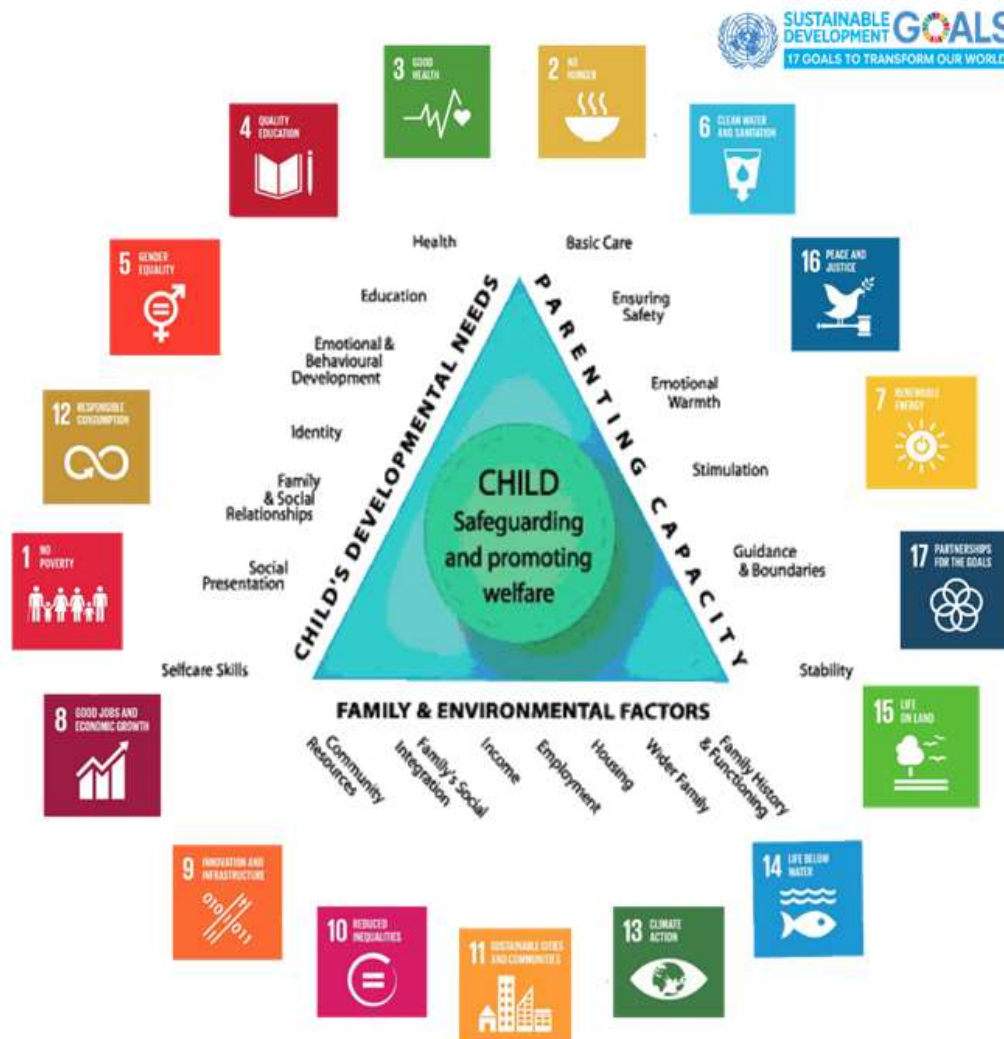 SUSTAINABLE
DEVELOPMENT GOALS
17 GOALS TO TRANSFORM OUR WORLD
3 GOOD
HEALTH
2 NO
HUNGER
4 QUALITY
EDUCATION
6 CLEAN WATER
AND SANITATION
5 GENDER
EQUALITY
16 PEACE AND
JUSTICE
12 RESPONSIBLE
CONSUMPTION
7 RENEWABLE
ENERGY
1 NO
POVERTY
17 PARTNERSHIPS
FOR THE GOALS
8 GOOD JOBS AND
ECONOMIC GROWTH
15 LIFE
ON LAND
9 INNOVATION AND
INFRASTRUCTURE
010
011
14 LIFE BELOW
WATER
10 REDUCED
INEQUALITIES
11 SUSTAINABLE CITIES
AND COMMUNITIES
13 CLIMATE
ACTION
CHILD'S DEVELOPMENTAL NEEDS
Health
Education
Emotional &
Behavioural
Development
Identity
Family
& Social
Relationships
Social
Presentation
Selfcare Skills
PARENTING CAPACITY
Basic Care
Ensuring
Safety
Emotional
Warmth
Stimulation
Guidance
& Boundaries
Stability
CHILD
Safeguarding
and promoting
welfare
FAMILY & ENVIRONMENTAL FACTORS
Community
Resources
Family's Social
Integration
Income
Employment
Housing
Wider Family
Family History
& Functioning